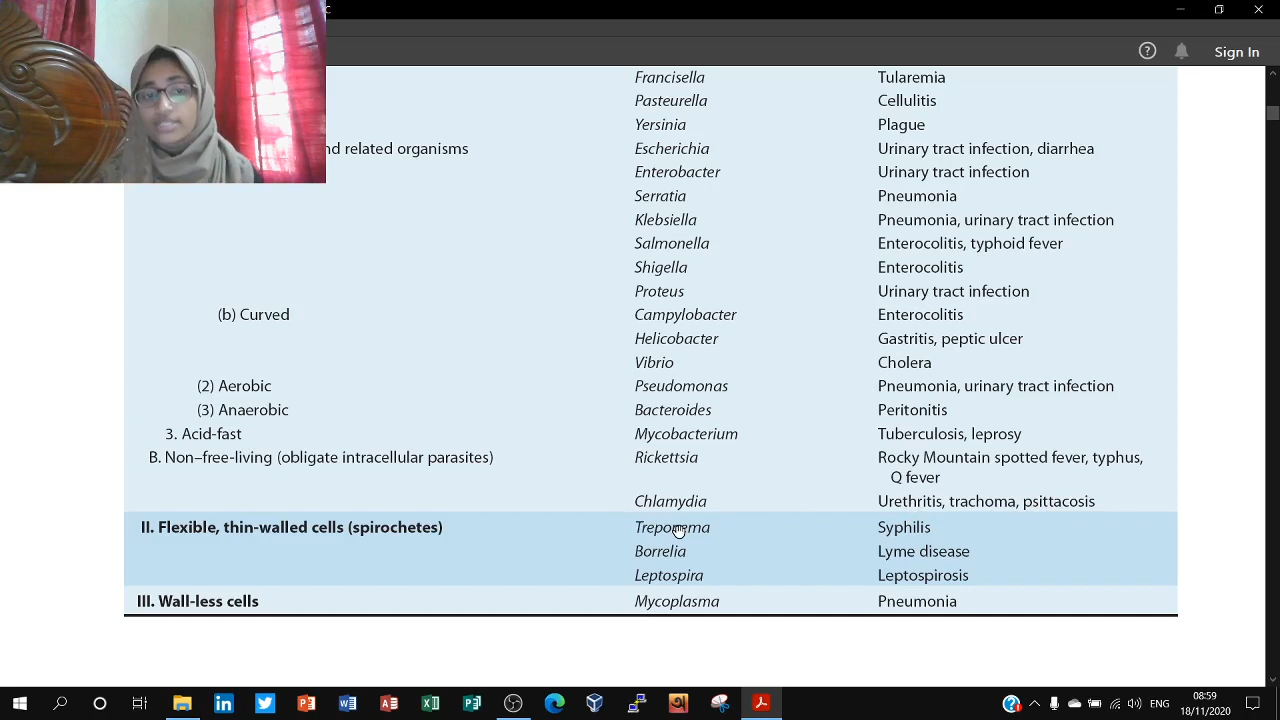 C
Sign In
Francisella Tularemia
Pasteurella Cellulitis
Yersinia Plague
nd related organisms Escherichia Urinary tract infection, diarrhea
Enterobacter Urinary tract infection
Serratia Pneumonia
Klebsiella Pneumonia, urinary tract infection
Salmonella Enterocolitis, typhoid fever
Shigella Enterocolitis
Proteus Urinary tract infection
(b) Curved Campylobacter Enterocolitis
Helicobacter Gastritis, peptic ulcer
Vibrio Cholera
(2) Aerobic Pseudomonas Pneumonia, urinary tract infection
(3) Anaerobic Bacteroides Peritonitis
3. Acid-fast Mycobacterium Tuberculosis, leprosy
B. Non–free-living (obligate intracellular parasites) Rickettsia Rocky Mountain spotted fever, typhus,
Q fever
Chlamydia Urethritis, trachoma, psittacosis
II. Flexible, thin-walled cells (spirochetes) Treponema Syphilis
Borrelia Lyme disease
Leptospira Leptospirosis
III. Wall-less cells Mycoplasma Pneumonia
08:59
ENG
18/11/2020